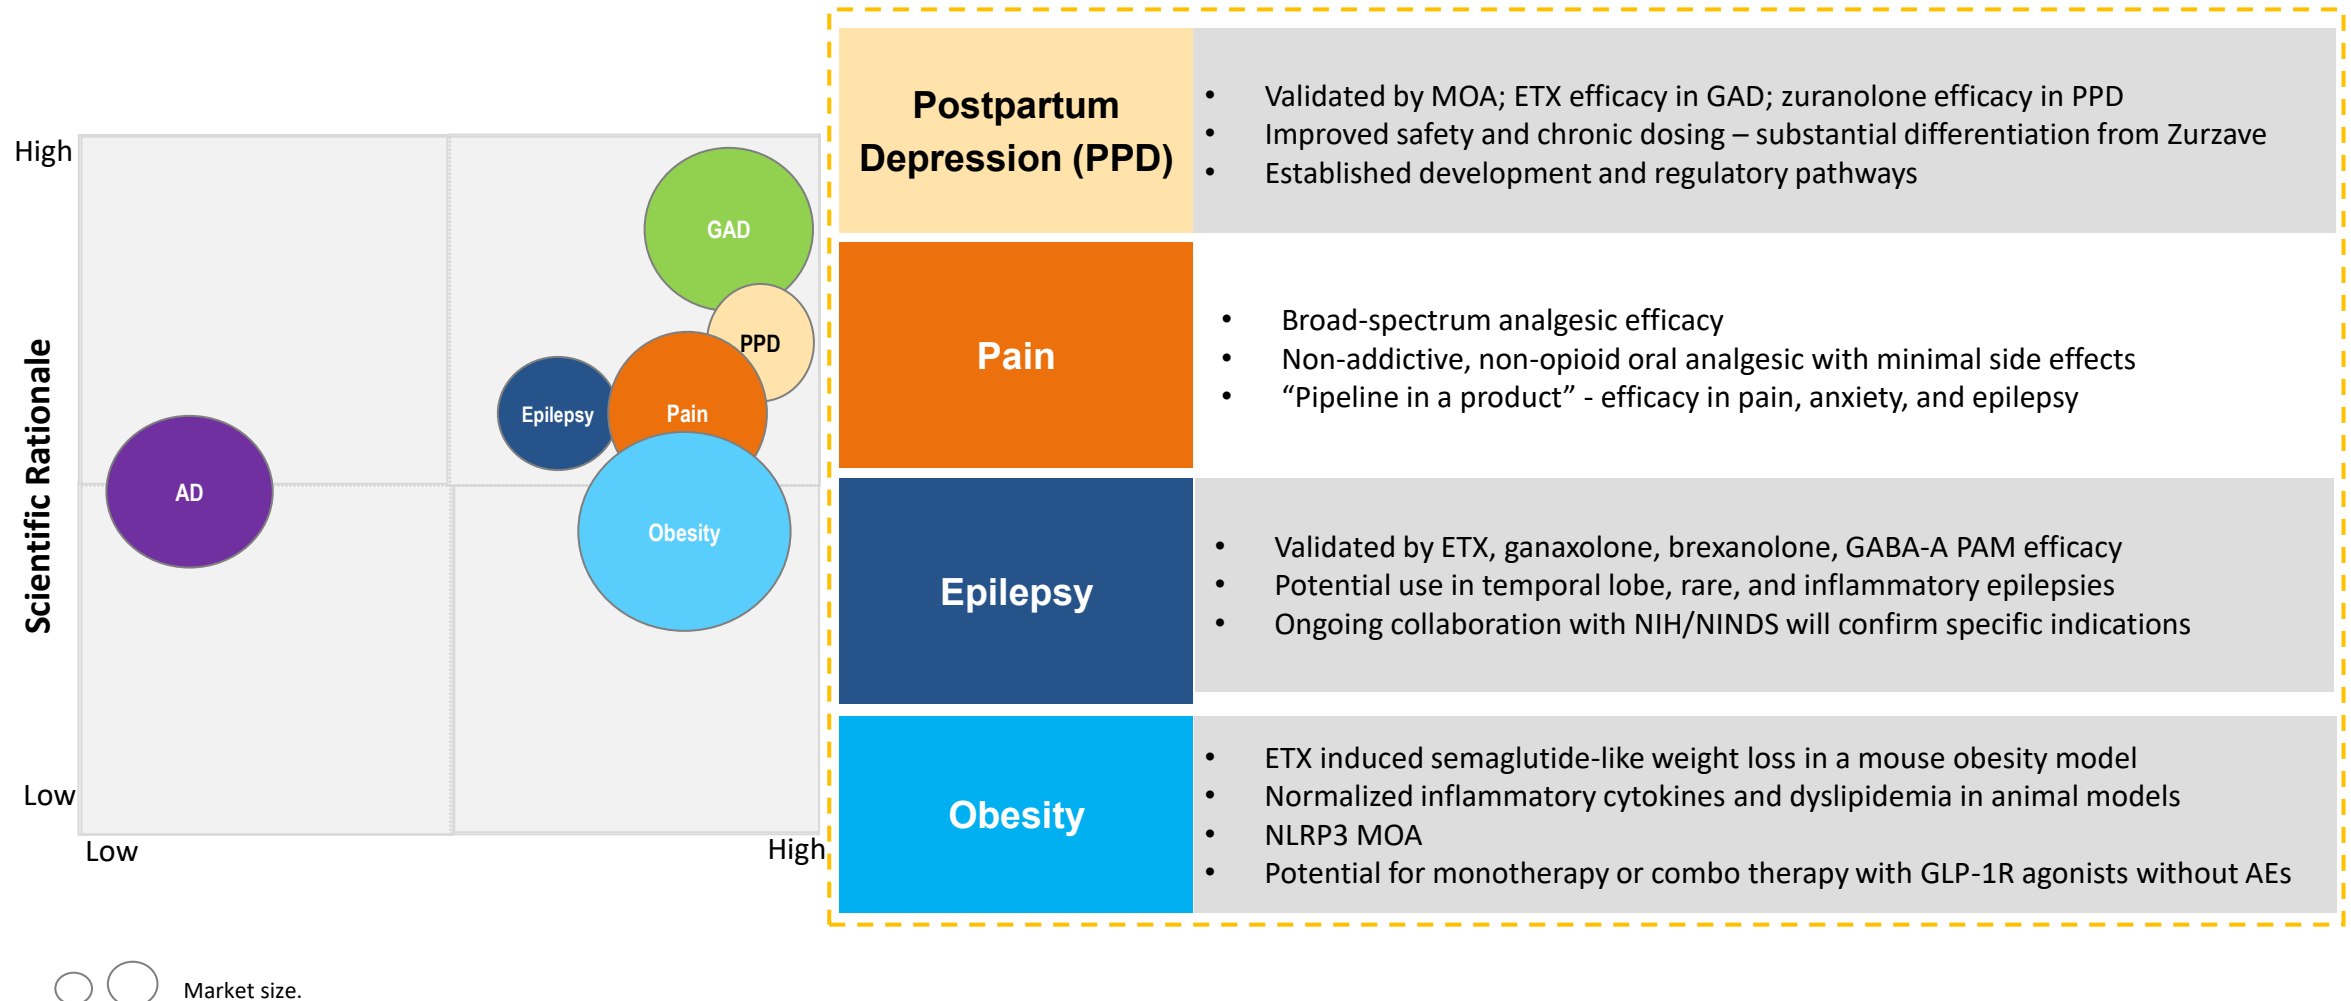 High
Scientific Rationale
Low
Low
High
GAD
PPD
Epilepsy
Pain
AD
Obesity
Market size.
Postpartum
Depression (PPD)
• Validated by MOA; ETX efficacy in GAD; zuranolone efficacy in PPD
• Improved safety and chronic dosing – substantial differentiation from Zurzave
• Established development and regulatory pathways
Pain
• Broad-spectrum analgesic efficacy
• Non-addictive, non-opioid oral analgesic with minimal side effects
• “Pipeline in a product” - efficacy in pain, anxiety, and epilepsy
Epilepsy
• Validated by ETX, ganaxolone, brexanolone, GABA-A PAM efficacy
• Potential use in temporal lobe, rare, and inflammatory epilepsies
• Ongoing collaboration with NIH/NINDS will confirm specific indications
Obesity
• ETX induced semaglutide-like weight loss in a mouse obesity model
• Normalized inflammatory cytokines and dyslipidemia in animal models
• NLRP3 MOA
• Potential for monotherapy or combo therapy with GLP-1R agonists without AEs